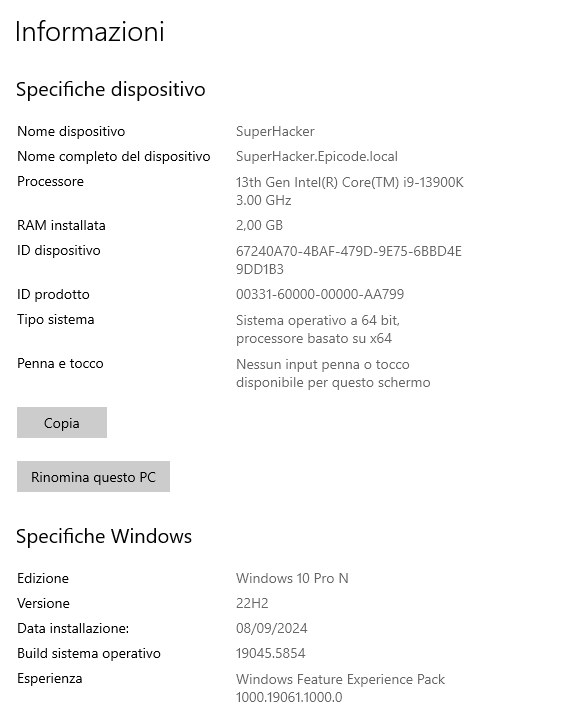 Informazioni
Specifiche dispositivo
Nome dispositivo SuperHacker
Nome completo del dispositivo SuperHacker.Epicode.local
Processore 13th Gen Intel(R) Core(TM) i9-13900K
3.00 GHz
RAM installata 2,00 GB
ID dispositivo 67240A70-4BAF-479D-9E75-6BBD4E
9DD1B3
ID prodotto 00331-60000-00000-AA799
Tipo sistema Sistema operativo a 64 bit,
processore basato su x64
Penna e tocco Nessun input penna o tocco
disponibile per questo schermo
Copia
Rinomina questo PC
Specifiche Windows
Edizione Windows 10 Pro N
Versione 22H2
Data installazione: 08/09/2024
Build sistema operativo 19045.5854
Esperienza Windows Feature Experience Pack
1000.19061.1000.0